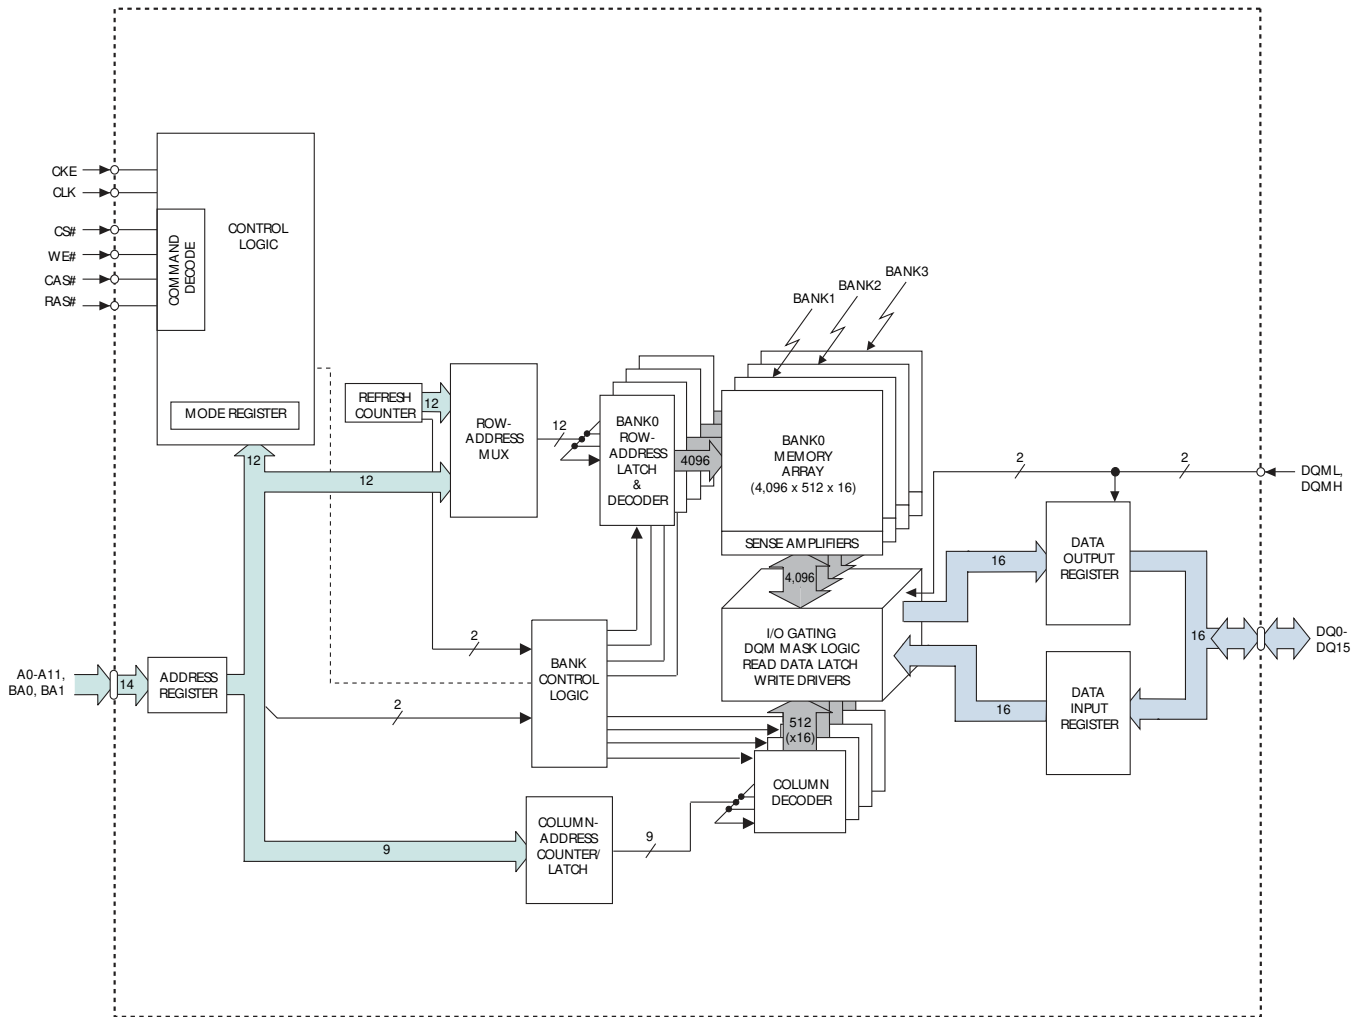 CKE
CLK
CS#
WE#
CAS#
RAS#
CONTROL
LOGIC
COMMAND
DECODE
MODE REGISTER
12
12
REFRESH
COUNTER
12
ROW-
ADDRESS
MUX
12
BANK0
ROW-
ADDRESS
LATCH
&
DECODER
4096
BANK1
BANK2
BANK3
BANK0
MEMORY
ARRAY
(4,096 x 512 x 16)
SENSE AMPLIFIERS
4,096
I/O GATING
DQM MASK LOGIC
READ DATA LATCH
WRITE DRIVERS
2
2
DQML,
DQMH
DATA
OUTPUT
REGISTER
16
16
DQ0-
DQ15
DATA
INPUT
REGISTER
16
A0-A11,
BA0, BA1
14
ADDRESS
REGISTER
2
2
BANK
CONTROL
LOGIC
512
(x16)
COLUMN
DECODER
9
COLUMN-
ADDRESS
COUNTER/
LATCH
9